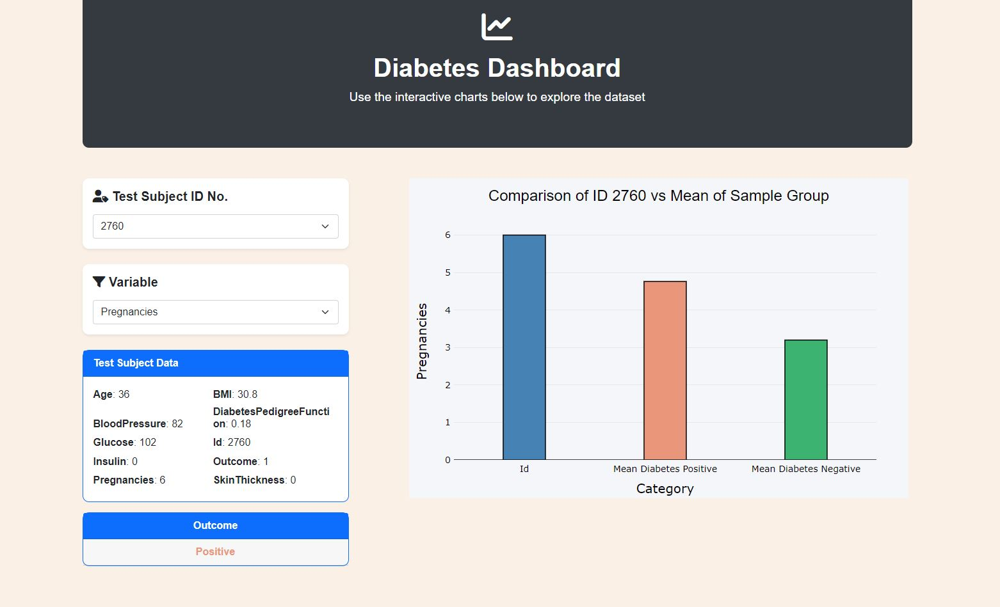 Diabetes Dashboard
Use the interactive charts below to explore the dataset
Test Subject ID No.
2760
Variable
Pregnancies
Test Subject Data
Age: 36
BMI: 30.8
BloodPressure: 82
DiabetesPedigreeFuncti
on: 0.18
Glucose: 102
Id: 2760
Insulin: 0
Outcome: 1
Pregnancies: 6
SkinThickness: 0
Outcome
Positive
Comparison of ID 2760 vs Mean of Sample Group
6
5
4
3
2
1
0
Pregnancies
Id
Mean Diabetes Positive
Mean Diabetes Negative
Category